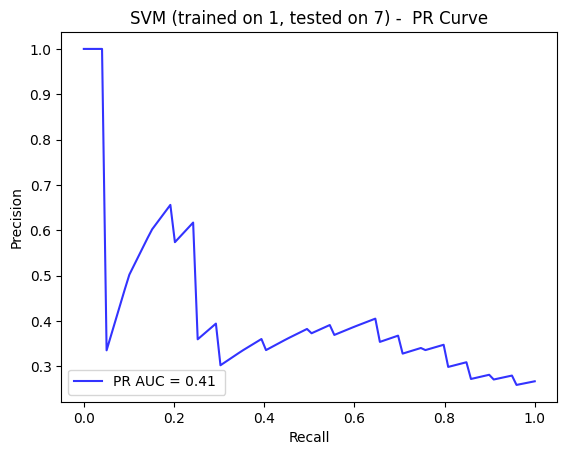 SVM (trained on 1, tested on 7) -  PR Curve
1.0
0.9
0.8
0.7
0.6
0.5
0.4
0.3
Precision
PR AUC = 0.41
0.0 0.2 0.4 0.6 0.8 1.0
Recall